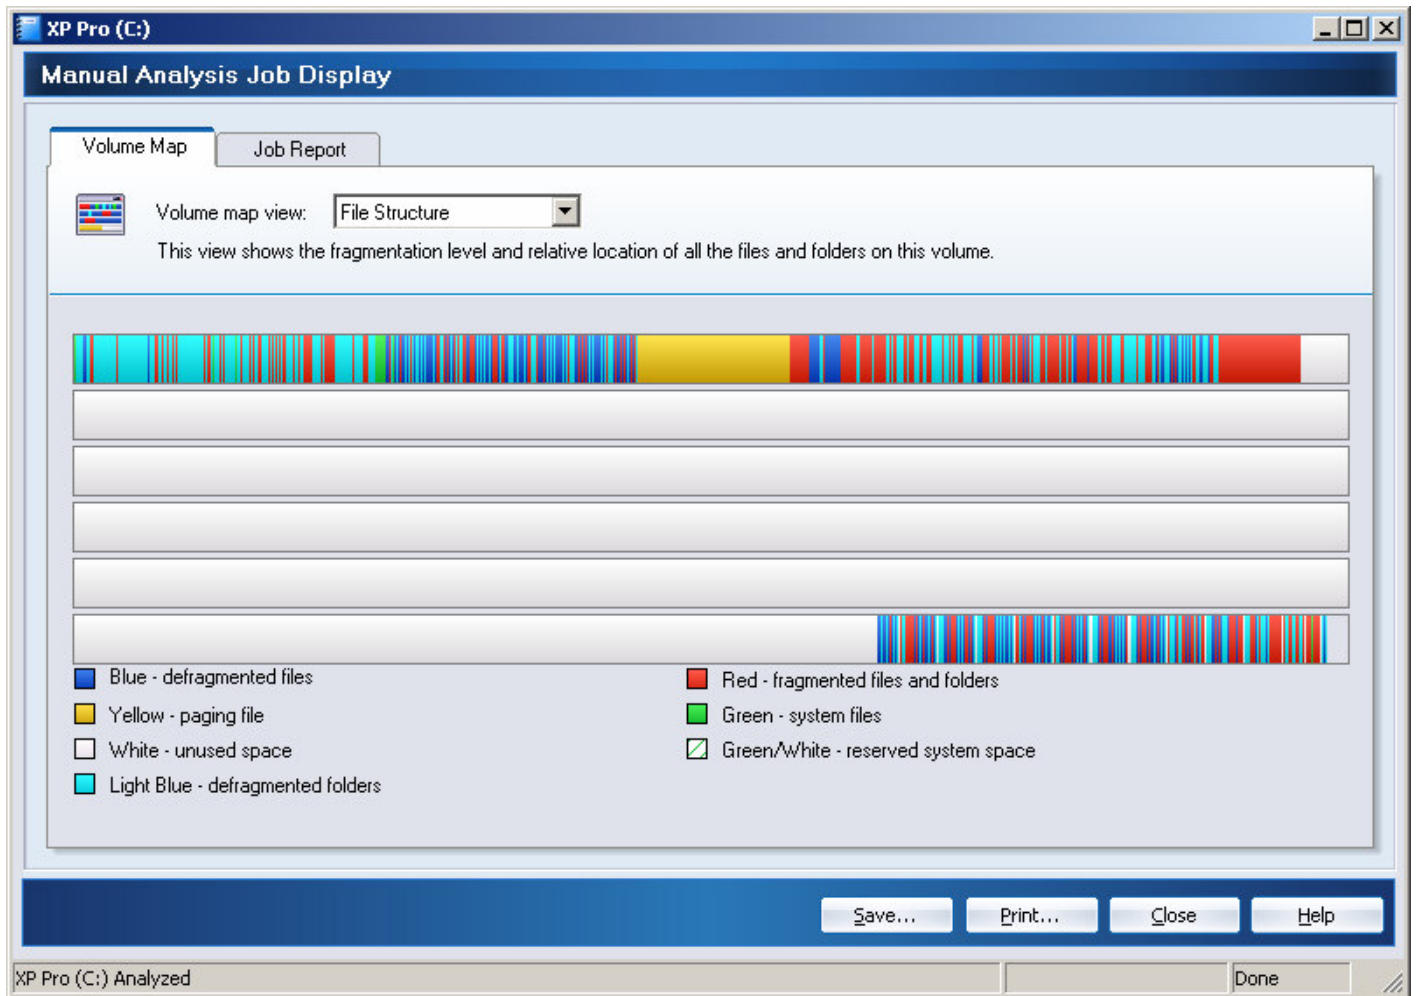 XP Pro (C:)
Manual Analysis Job Display
Volume Map
Job Report
Volume map view:
File Structure
This view shows the fragmentation level and relative location of all the files and folders on this volume.
Blue - defragmented files
Red - fragmented files and folders
Yellow - paging file
Green - system files
White - unused space
Green/White - reserved system space
Light Blue - defragmented folders
Save...
Print...
Close
Help
XP Pro (C:) Analyzed
Done